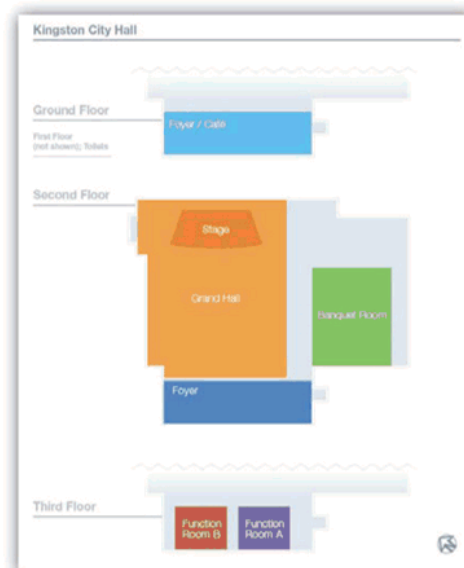 Kingston City Hall
Ground Floor
Foyer / Café
First Floor
(not shown); Toilets
Second Floor
Stage
Grand Hall
Banquet Room
Foyer
Third Floor
Function
Room B
Function
Room A